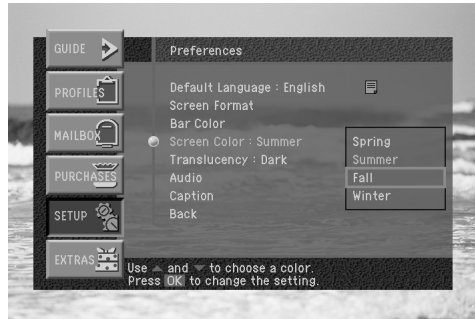 GUIDE
PROFILES
MAILBOX
PURCHASES
SETUP
EXTRAS
Preferences
Default Language : English
Screen Format
Bar Color
Screen Color : Summer
Translucency : Dark
Audio
Caption
Back
Spring
Summer
Fall
Winter
Use and to choose a color.
Press OK to change the setting.